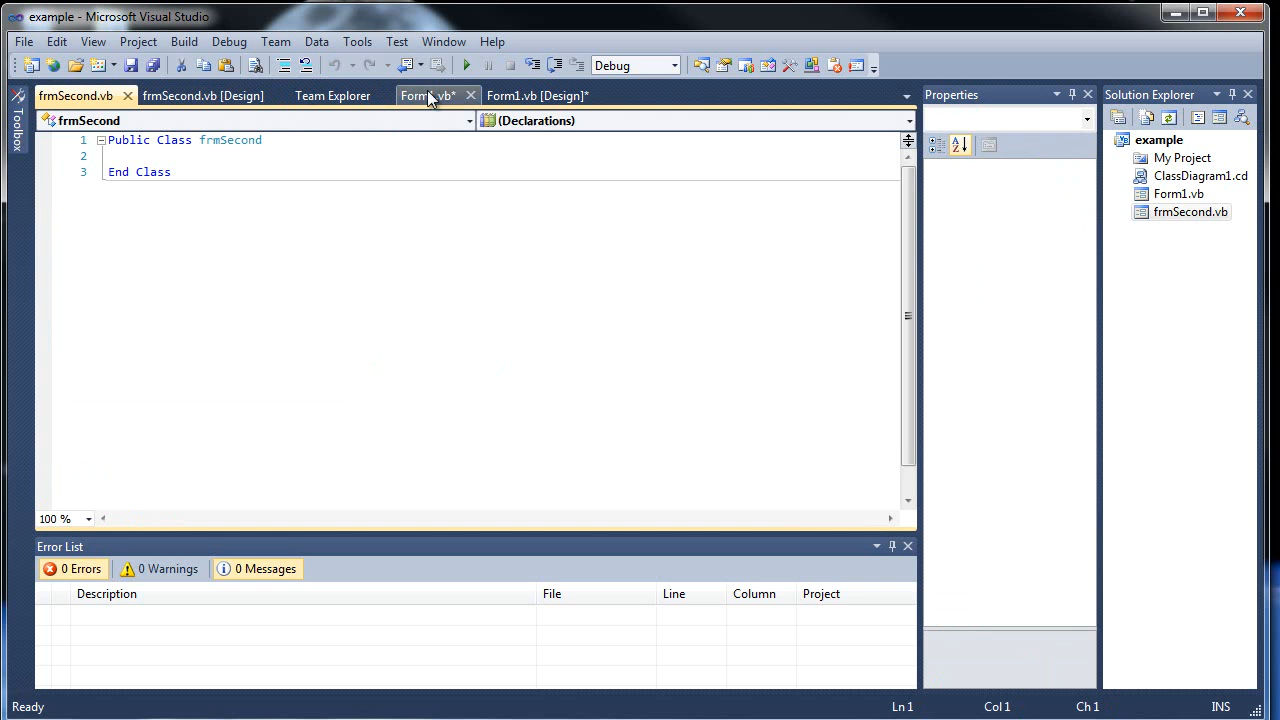 example - Microsoft Visual Studio
File Edit View Project Build Debug Team Data Tools Test Window Help
Debug
frmSecond.vb frmSecond.vb [Design] Team Explorer Form1.vb* Form1.vb [Design]*
frmSecond (Declarations)
1 Public Class frmSecond
2
3 End Class
100 %
Error List
0 Errors 0 Warnings 0 Messages
Description File Line Column Project
Toolbox
Properties
Solution Explorer
example
My Project
ClassDiagram1.cd
Form1.vb
frmSecond.vb
Ready Ln 1 Col 1 Ch 1 INS